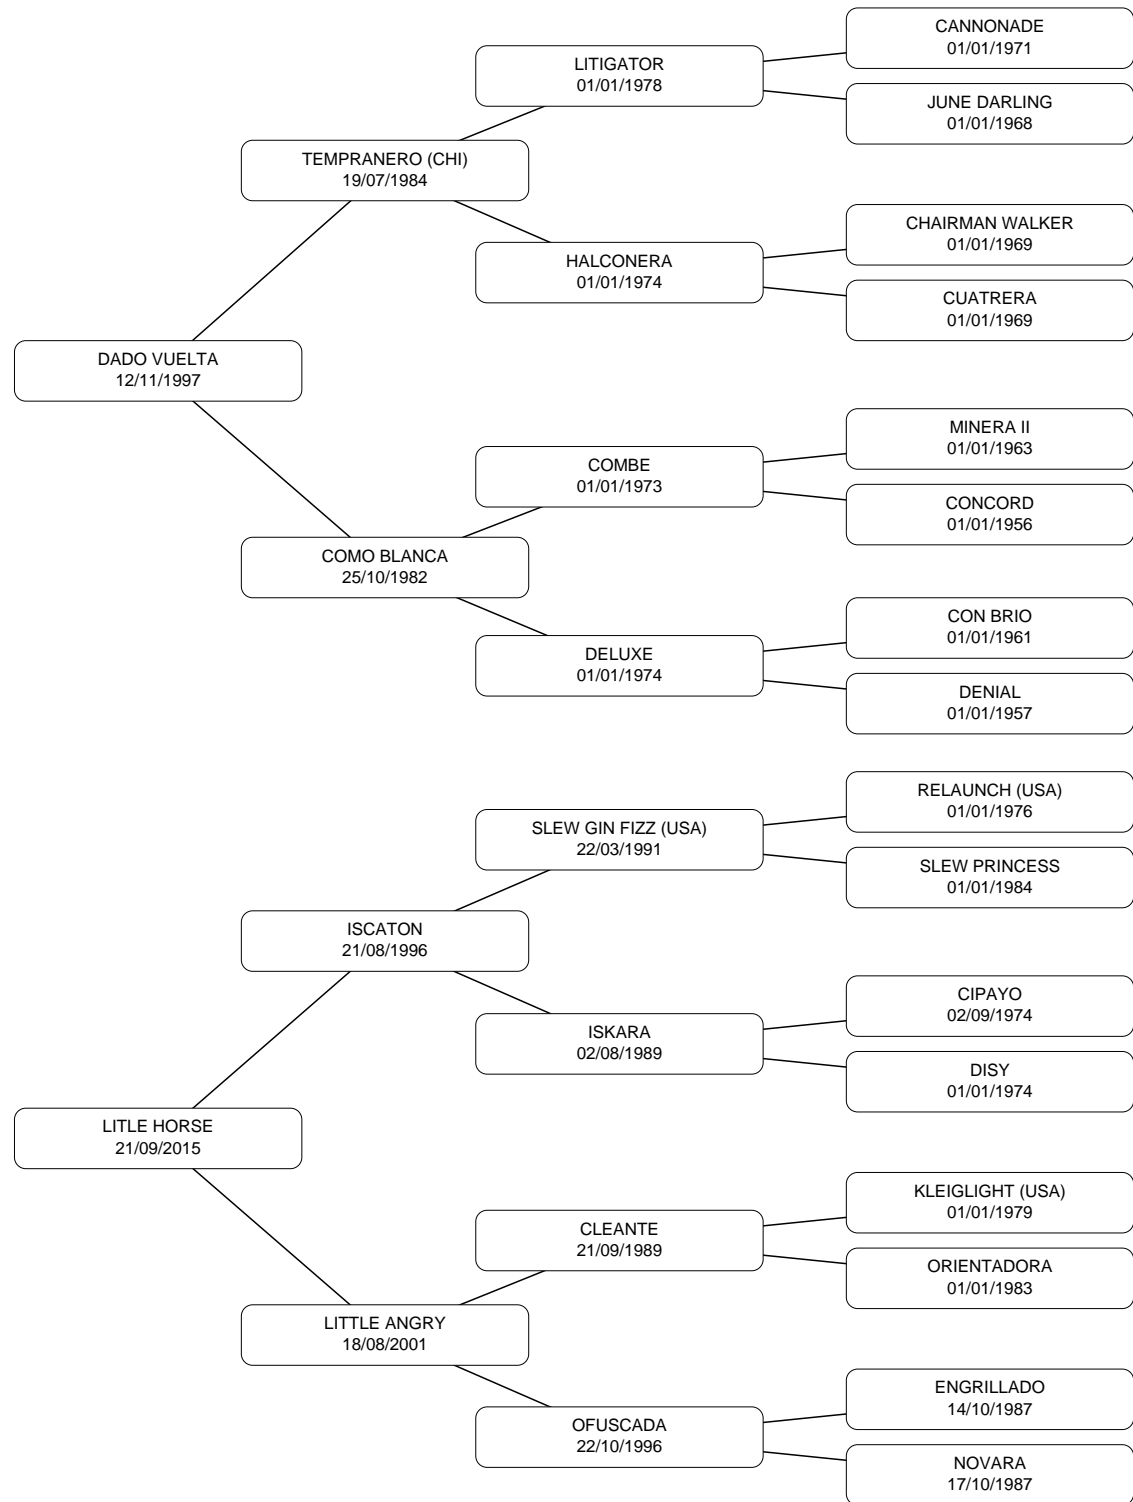 CANNONADE
01/01/1971
LITIGATOR
01/01/1978
JUNE DARLING
01/01/1968
TEMPRANERO (CHI)
19/07/1984
CHAIRMAN WALKER
01/01/1969
HALCONERA
01/01/1974
CUATRERA
01/01/1969
DADO VUELTA
12/11/1997
MINERA II
01/01/1963
COMBE
01/01/1973
CONCORD
01/01/1956
COMO BLANCA
25/10/1982
CON BRIO
01/01/1961
DELUXE
01/01/1974
DENIAL
01/01/1957
RELAUNCH (USA)
01/01/1976
SLEW GIN FIZZ (USA)
22/03/1991
SLEW PRINCESS
01/01/1984
ISCATON
21/08/1996
CIPAYO
02/09/1974
ISKARA
02/08/1989
DISY
01/01/1974
LITLE HORSE
21/09/2015
KLEIGLIGHT (USA)
01/01/1979
CLEANTE
21/09/1989
ORIENTADORA
01/01/1983
LITTLE ANGRY
18/08/2001
ENGRILLADO
14/10/1987
OFUSCADA
22/10/1996
NOVARA
17/10/1987